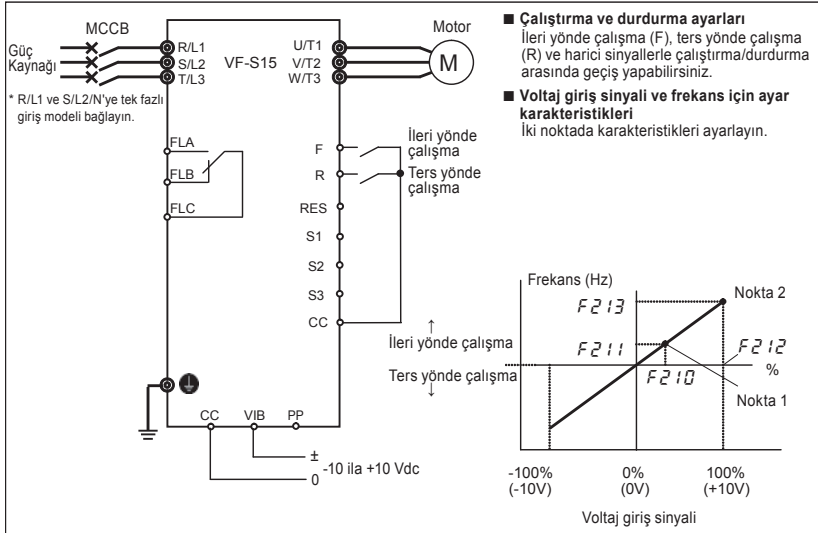 MCCB
Güç
Kaynağı
R/L1
S/L2
T/L3
VF-S15
U/T1
V/T2
W/T3
Motor
M
* R/L1 ve S/L2/N'ye tek fazlı
giriş modeli bağlayın.
FLA
FLB
FLC
F
R
RES
S1
S2
S3
CC
İleri yönde
çalışma
Ters yönde
çalışma
CC
VIB
PP
±
0
-10 ila +10 Vdc
■ Çalıştırma ve durdurma ayarları
İleri yönde çalışma (F), ters yönde çalışma
(R) ve harici sinyallerle çalıştırma/durdurma
arasında geçiş yapabilirsiniz.
■ Voltaj giriş sinyali ve frekans için ayar
karakteristikleri
İki noktada karakteristikleri ayarlayın.
Frekans (Hz)
F213
Nokta 2
↑
İleri yönde çalışma
F211
F212
%
Ters yönde çalışma
↓
F210
Nokta 1
-100%
(-10V)
0%
(0V)
100%
(+10V)
Voltaj giriş sinyali